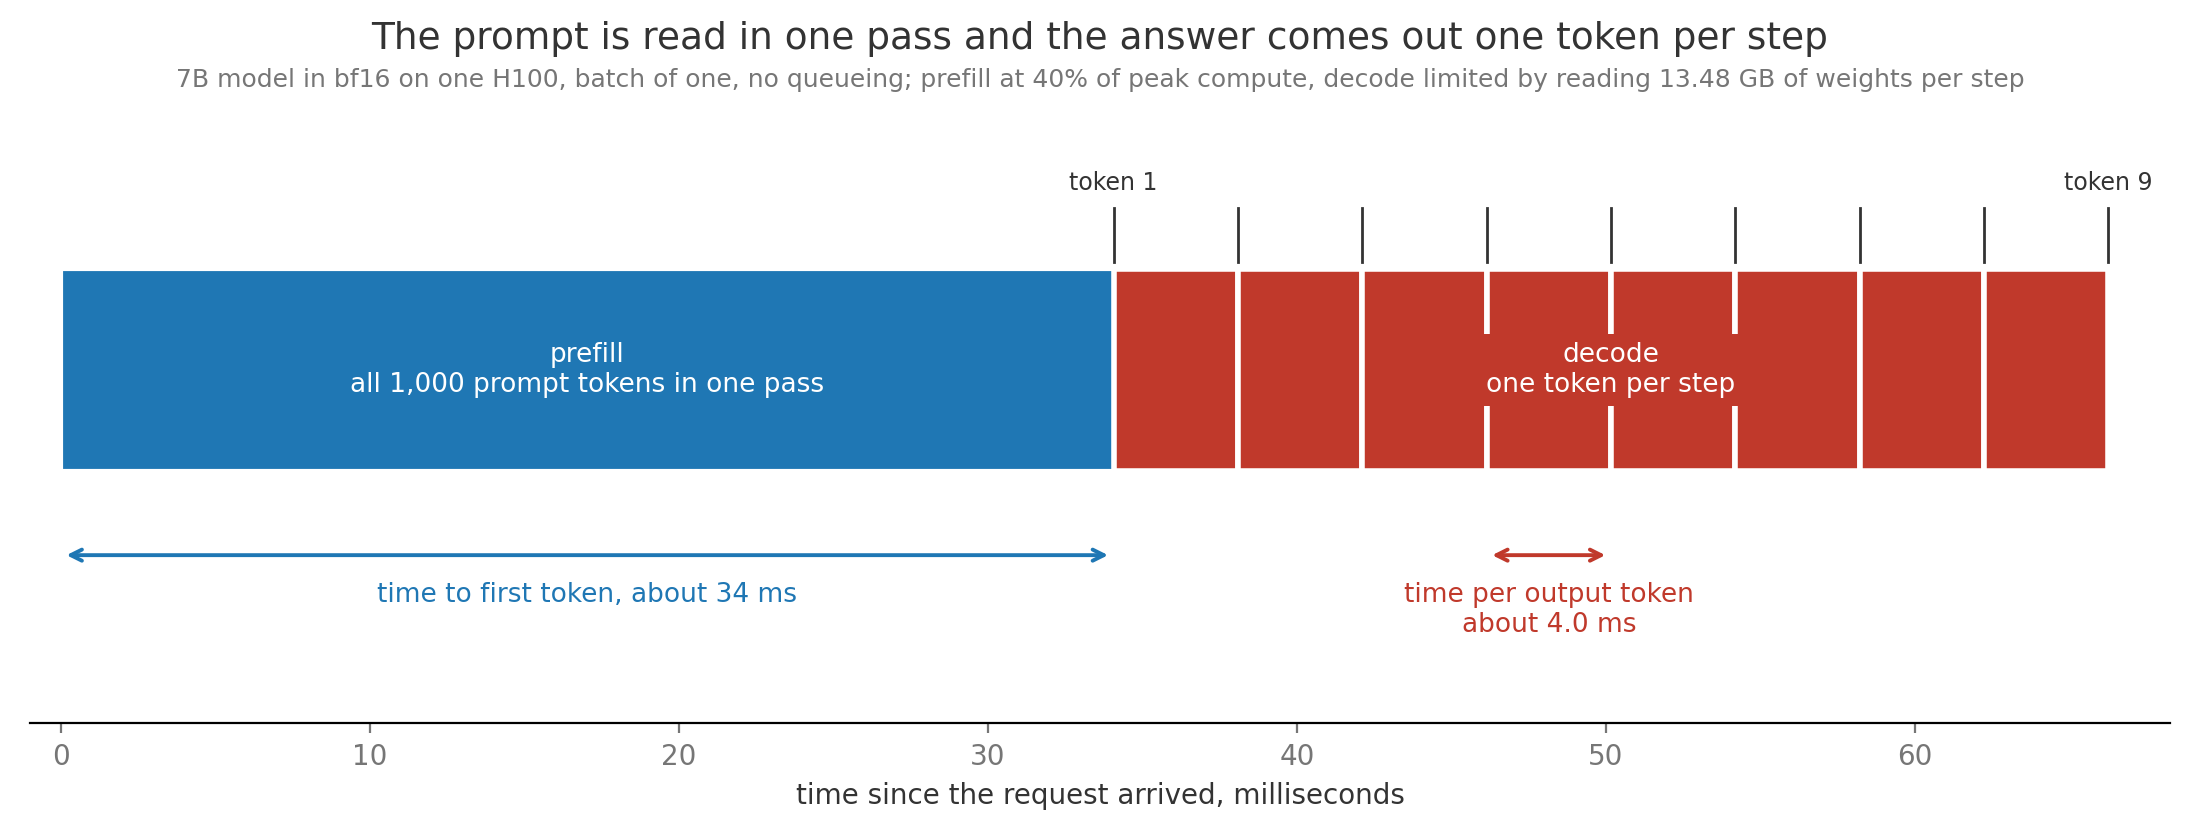 The prompt is read in one pass and the answer comes out one token per step
7B model in bf16 on one H100, batch of one, no queueing; prefill at 40% of peak compute, decode limited by reading 13.48 GB of weights per step
token 1
token 9
prefill
all 1,000 prompt tokens in one pass
decode
one token per step
time to first token, about 34 ms
time per output token
about 4.0 ms
0 10 20 30 40 50 60
time since the request arrived, milliseconds